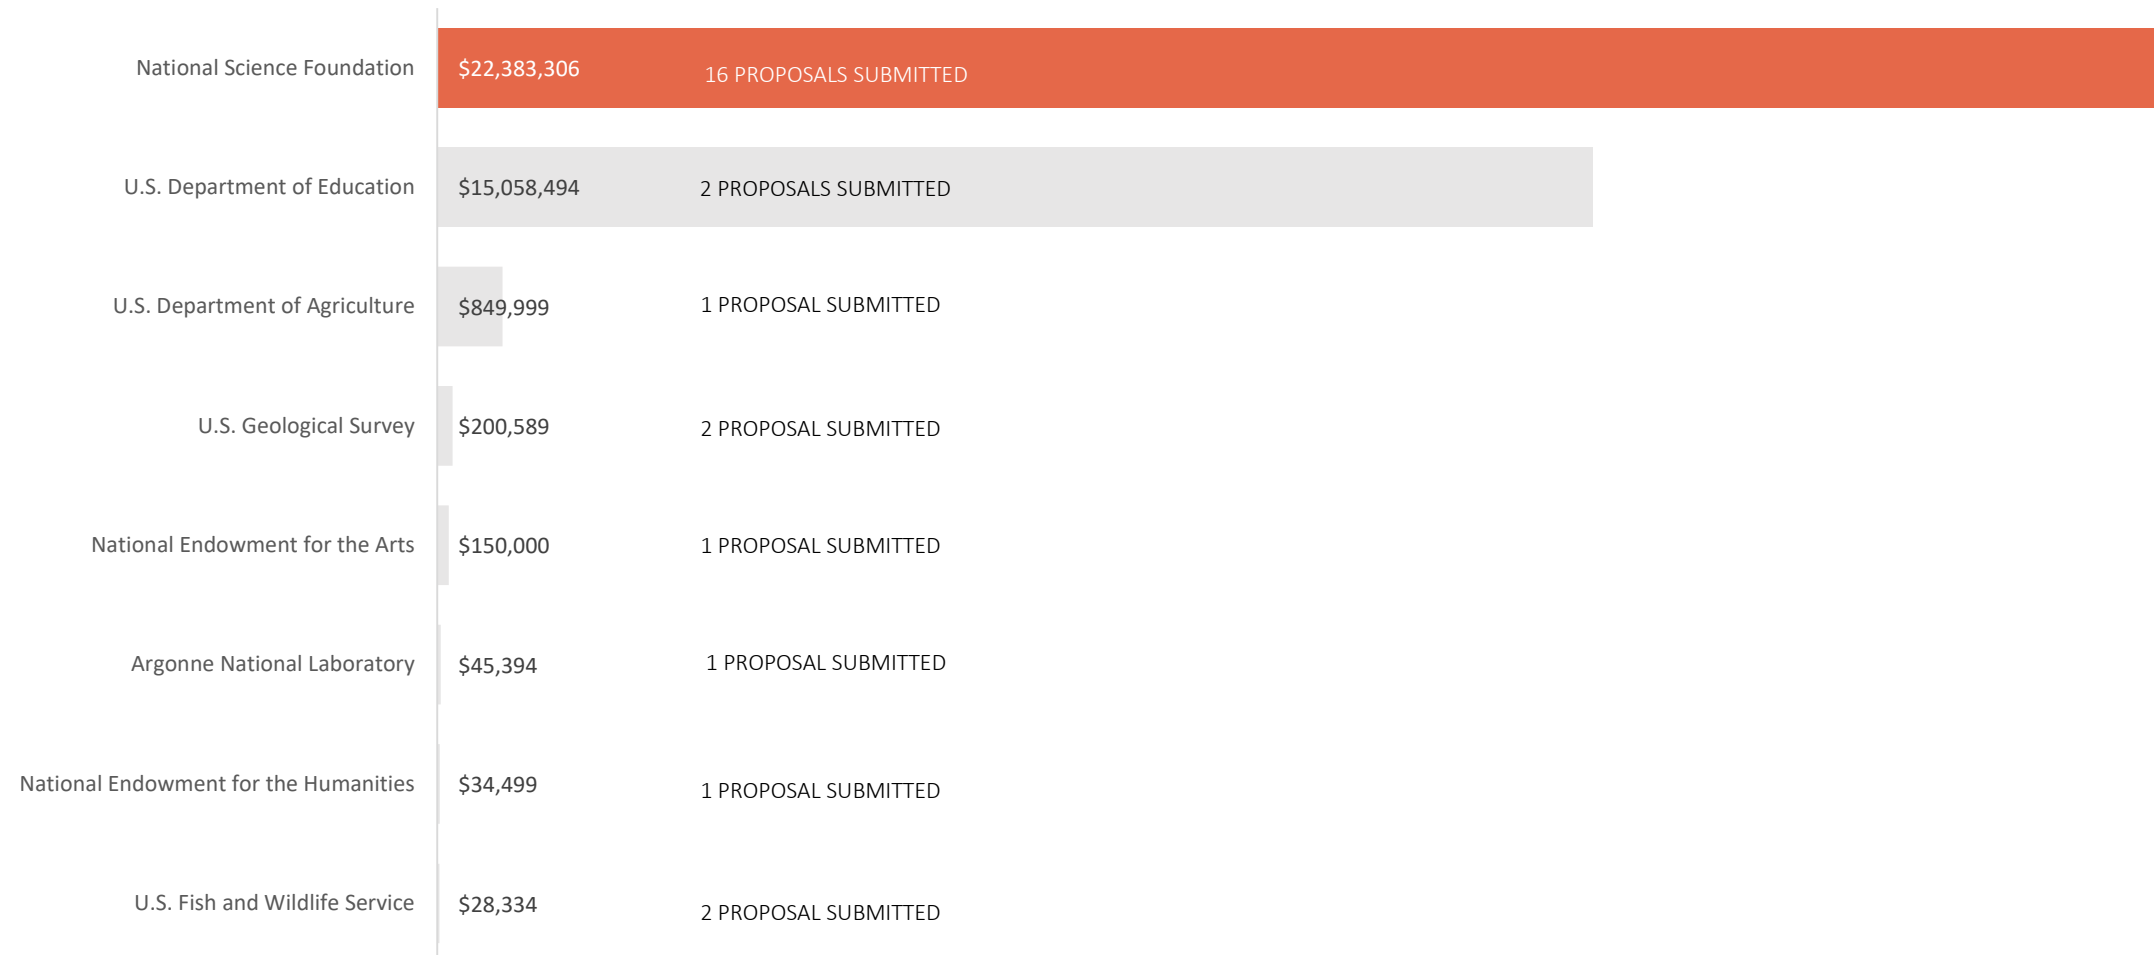 National Science Foundation $22,383,306 16 PROPOSALS SUBMITTED
U.S. Department of Education $15,058,494 2 PROPOSALS SUBMITTED
U.S. Department of Agriculture $849,999 1 PROPOSAL SUBMITTED
U.S. Geological Survey $200,589 2 PROPOSAL SUBMITTED
National Endowment for the Arts $150,000 1 PROPOSAL SUBMITTED
Argonne National Laboratory $45,394 1 PROPOSAL SUBMITTED
National Endowment for the Humanities $34,499 1 PROPOSAL SUBMITTED
U.S. Fish and Wildlife Service $28,334 2 PROPOSAL SUBMITTED